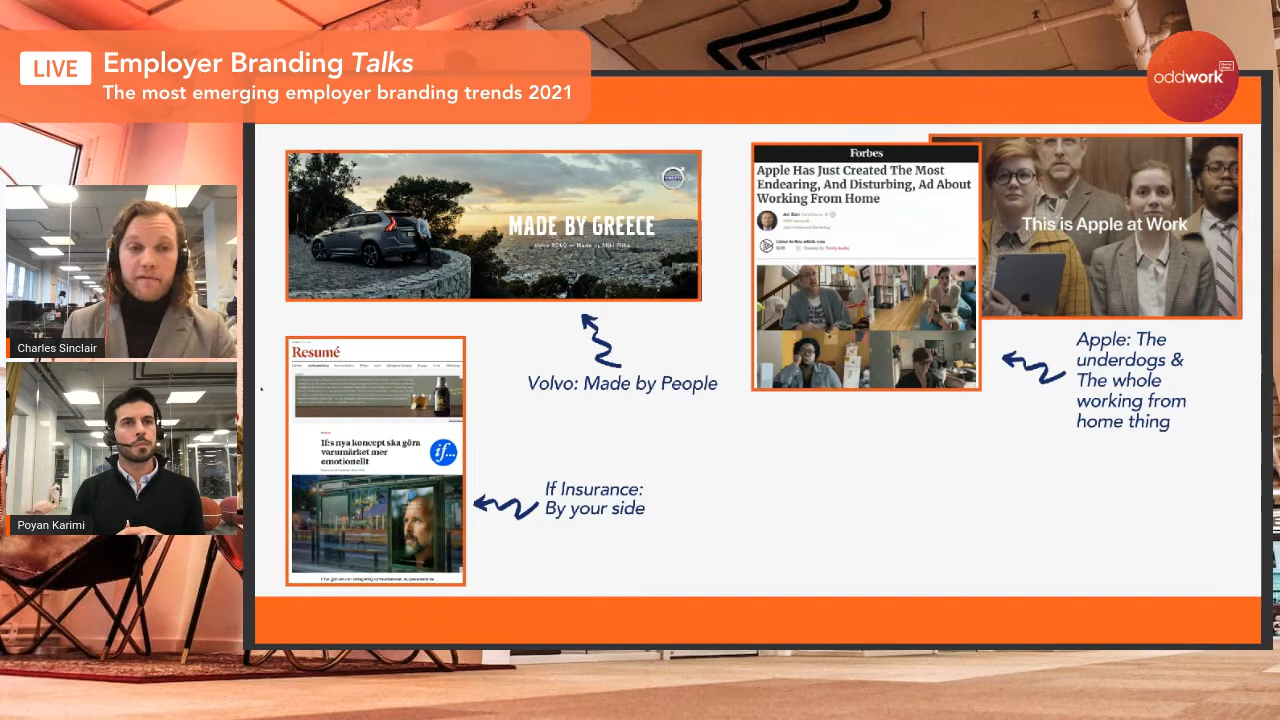 LIVE
Employer Branding Talks
The most emerging employer branding trends 2021
oddwork
Charles Sinclair
Poyan Karimi
VOLVO
MADE BY GREECE
Volvo: Made by People
Forbes
Apple Has Just Created The Most
Endearing, And Disturbing, Ad About
Working From Home
This is Apple at Work
Apple: The
underdogs &
The whole
working from
home thing
Resumé
If:s nya koncept ska göra
varumärket mer
emotionellt
if...
If Insurance:
By your side